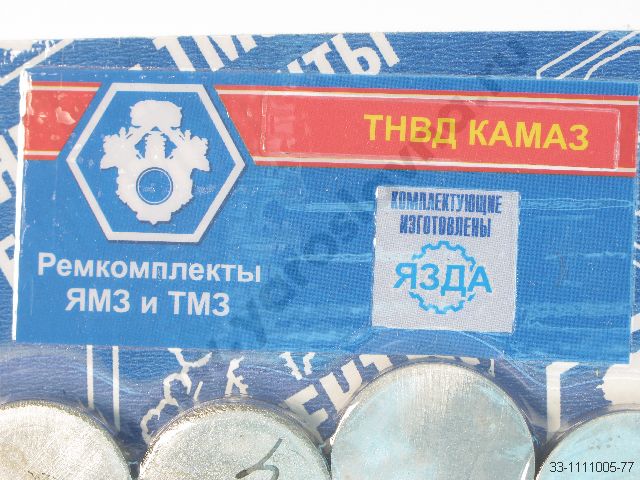 ТНВД КАМАЗ
КОМПЛЕКТУЮЩИЕ
ИЗГОТОВЛЕНЫ
ЯЗДА
Ремкомплекты
ЯМЗ и ТМЗ
33-1111005-77